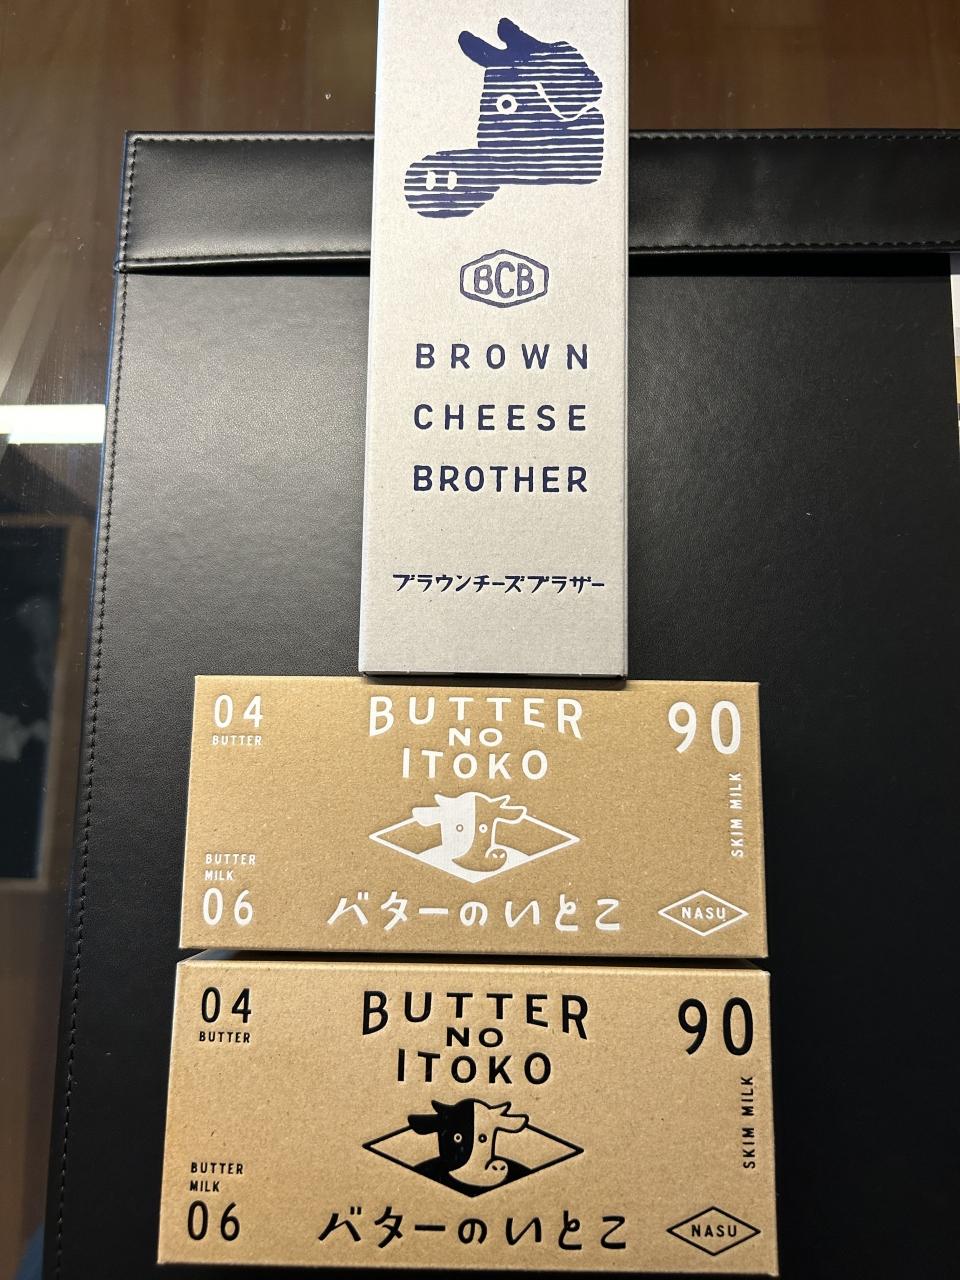 BCB
BROWN
CHEESE
BROTHER
ブラウンチーズブラザー
04
BUTTER
BUTTER
NO
ITOKO
90
SKIM MILK
BUTTER
MILK
06
バターのいとこ
NASU
04
BUTTER
BUTTER
NO
ITOKO
90
SKIM MILK
BUTTER
MILK
06
バターのいとこ
NASU